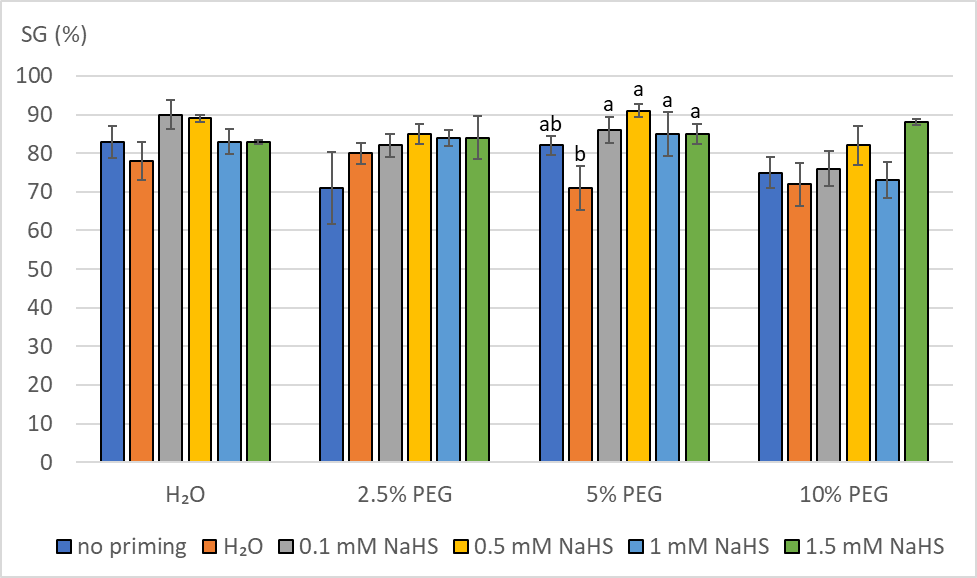 SG (%)
100
90
80
70
60
50
40
30
20
10
0
ab
b
a
a
a
a
H₂O
2.5% PEG
5% PEG
10% PEG
no priming
H₂O
0.1 mM NaHS
0.5 mM NaHS
1 mM NaHS
1.5 mM NaHS